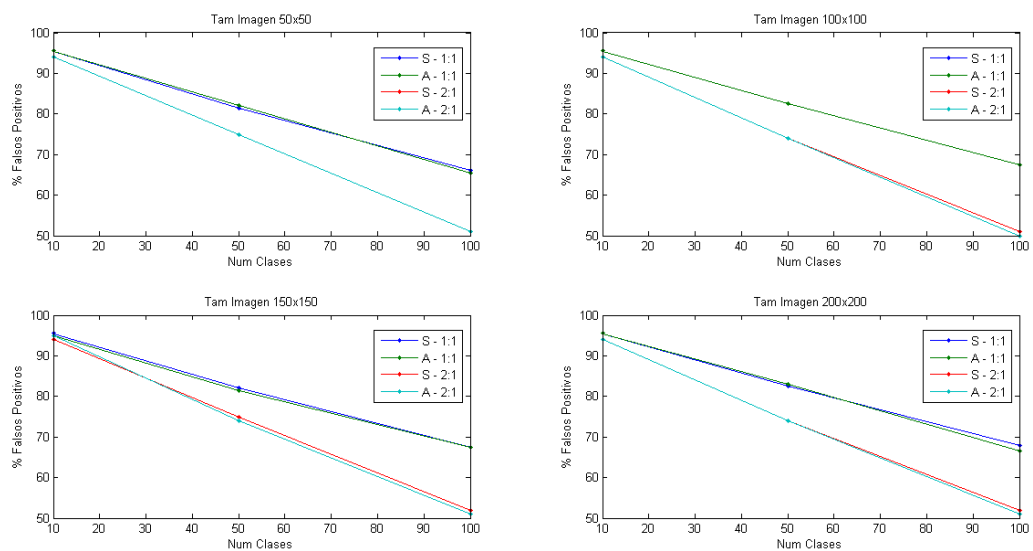 Tam Imagen 50x50
% Falsos Positivos
100
90
80
70
60
50
10 20 30 40 50 60 70 80 90 100
Num Clases
S - 1:1
A - 1:1
S - 2:1
A - 2:1
Tam Imagen 100x100
% Falsos Positivos
100
90
80
70
60
50
10 20 30 40 50 60 70 80 90 100
Num Clases
S - 1:1
A - 1:1
S - 2:1
A - 2:1
Tam Imagen 150x150
% Falsos Positivos
100
90
80
70
60
50
10 20 30 40 50 60 70 80 90 100
Num Clases
S - 1:1
A - 1:1
S - 2:1
A - 2:1
Tam Imagen 200x200
% Falsos Positivos
100
90
80
70
60
50
10 20 30 40 50 60 70 80 90 100
Num Clases
S - 1:1
A - 1:1
S - 2:1
A - 2:1